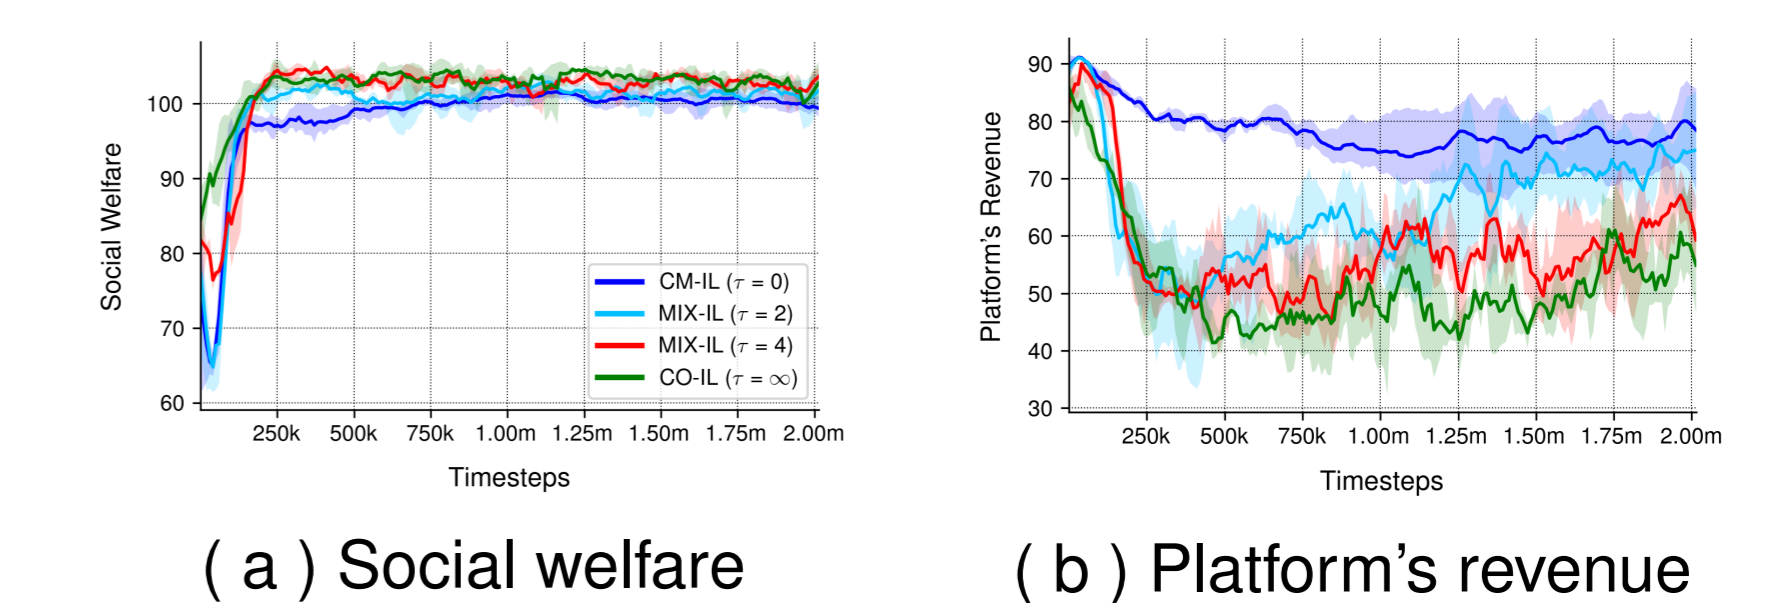 Social Welfare
100
90
80
70
60
CM-IL (τ = 0)
MIX-IL (τ = 2)
MIX-IL (τ = 4)
CO-IL (τ = ∞)
250k 500k 750k 1.00m 1.25m 1.50m 1.75m 2.00m
Timesteps
( a ) Social welfare
Platform's Revenue
90
80
70
60
50
40
30
250k 500k 750k 1.00m 1.25m 1.50m 1.75m 2.00m
Timesteps
( b ) Platform's revenue